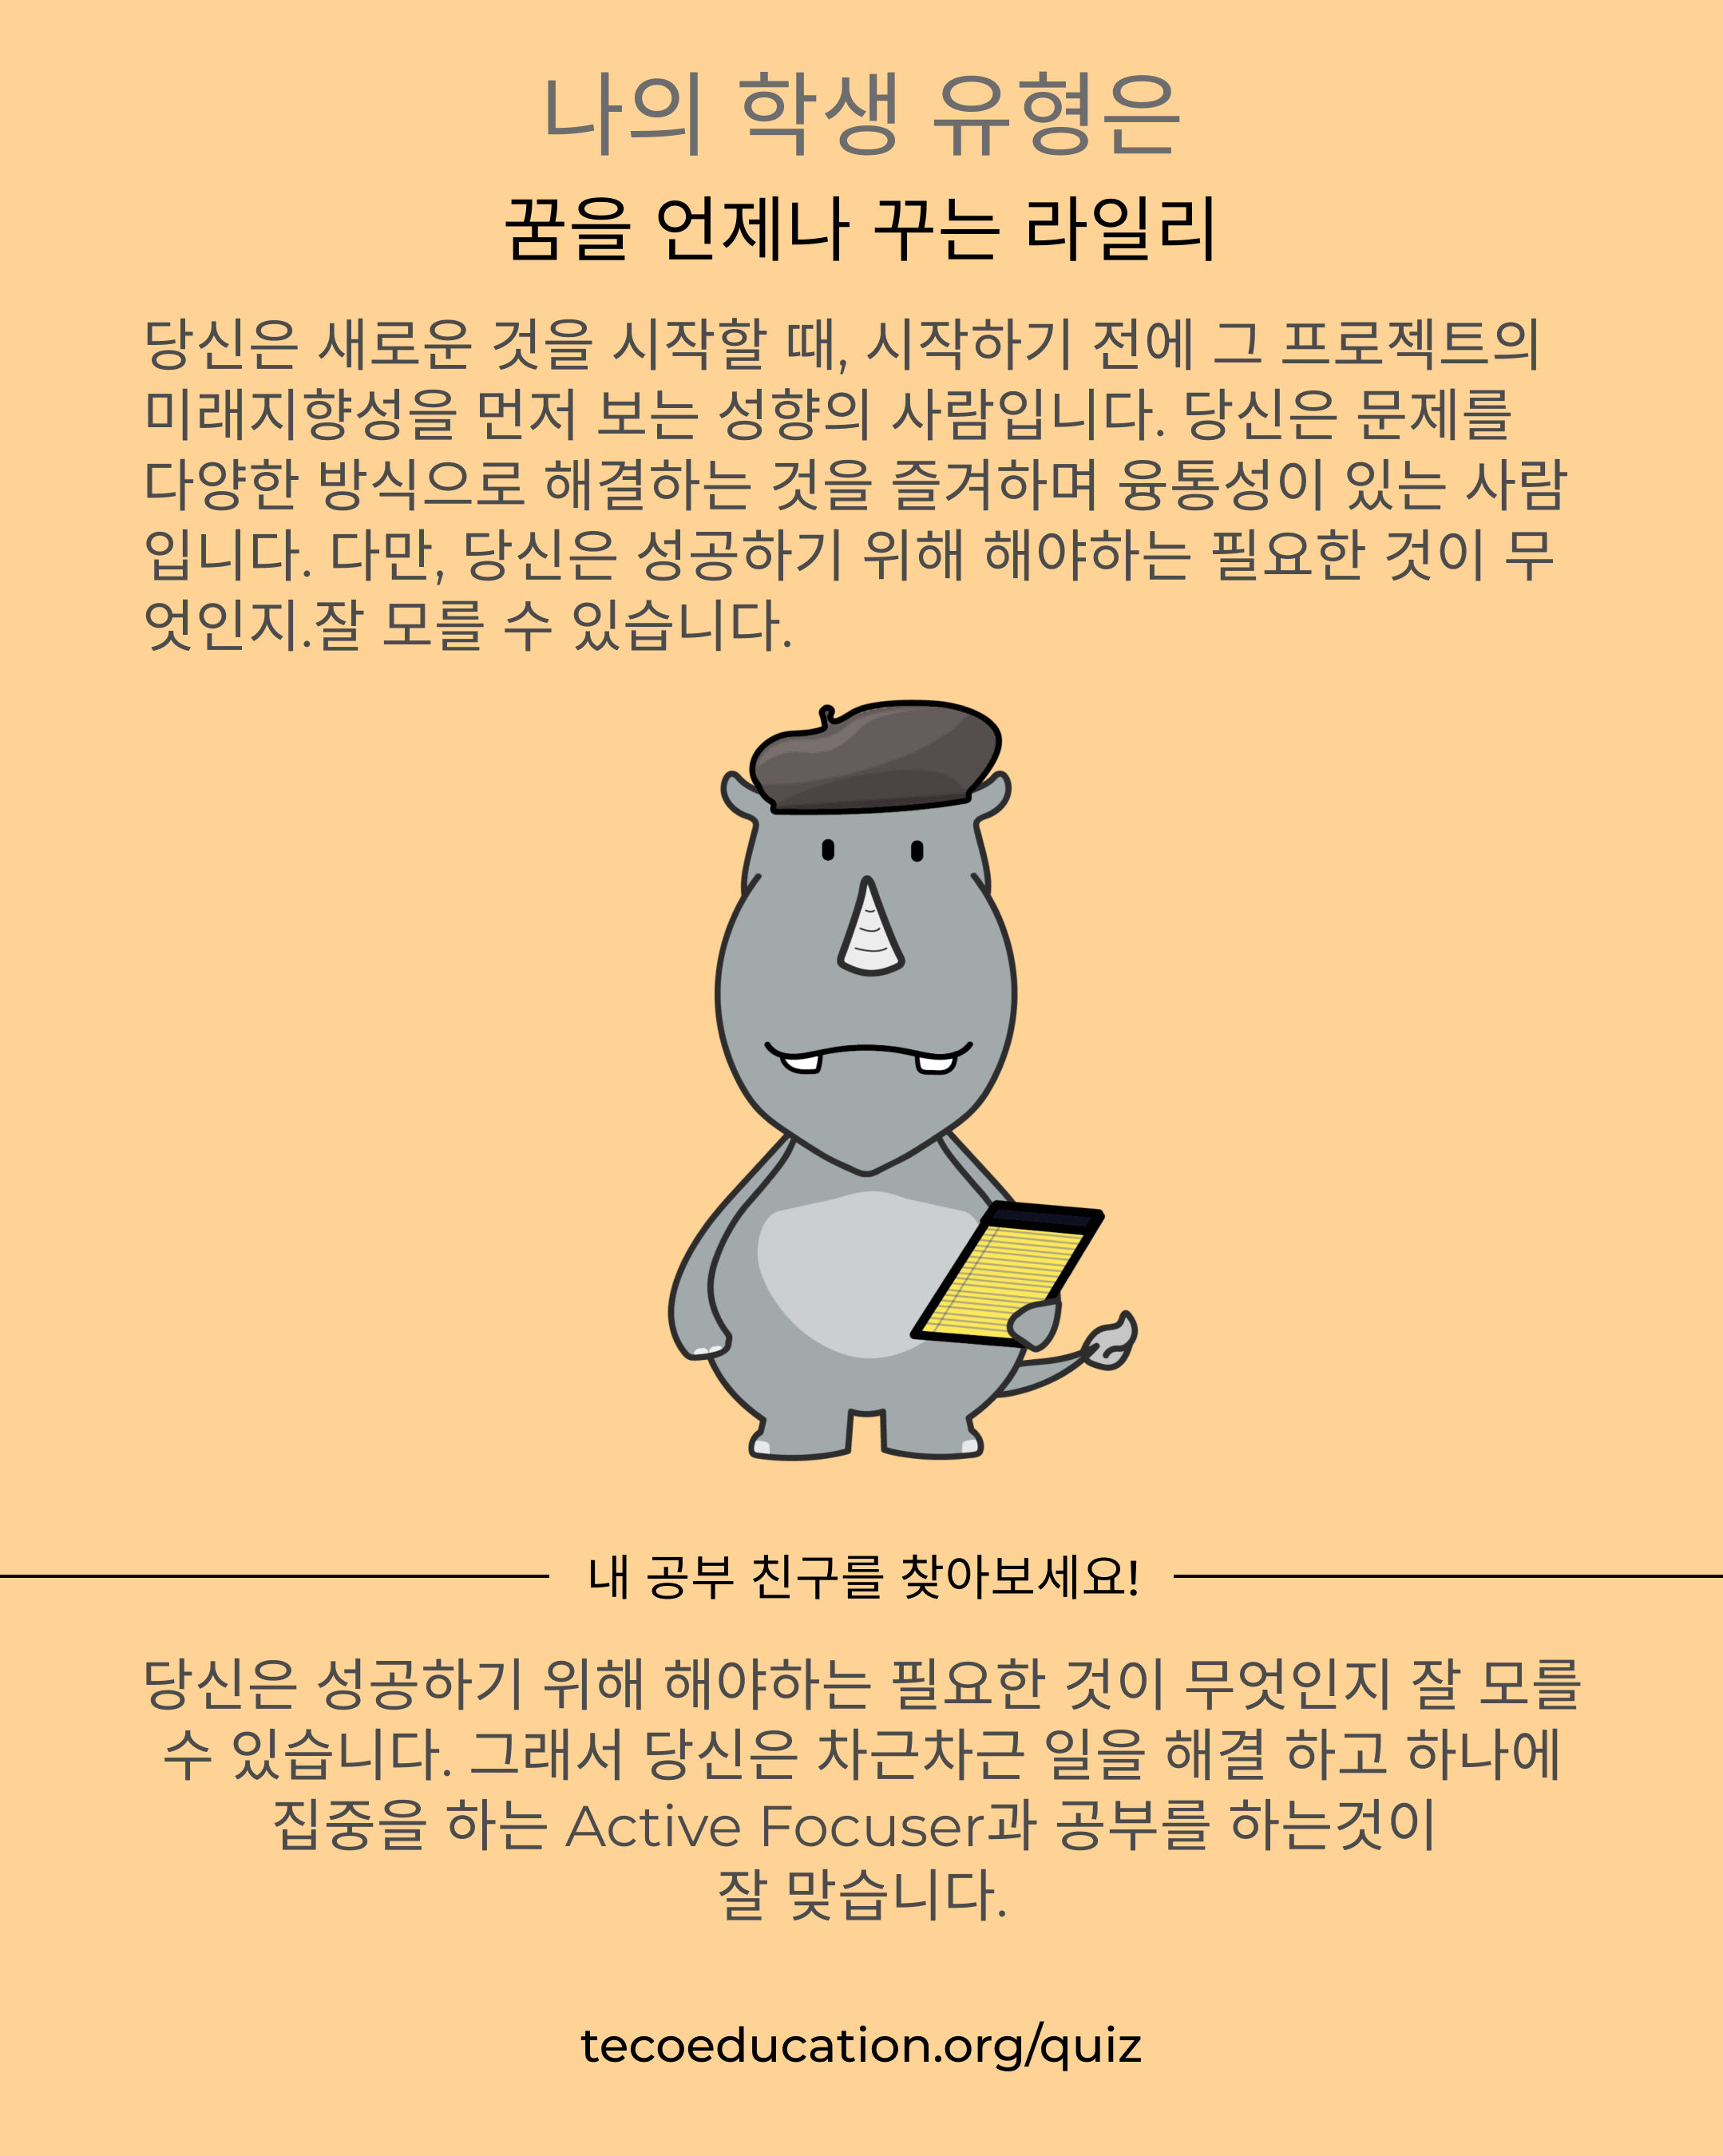 나의 학생 유형은
꿈을 언제나 꾸는 라일리
당신은 새로운 것을 시작할 때, 시작하기 전에 그 프로젝트의
미래지향성을 먼저 보는 성향의 사람입니다. 당신은 문제를
다양한 방식으로 해결하는 것을 즐겨하며 융통성이 있는 사람
입니다. 다만, 당신은 성공하기 위해 해야하는 필요한 것이 무
엇인지.잘 모를 수 있습니다.
내 공부 친구를 찾아보세요!
당신은 성공하기 위해 해야하는 필요한 것이 무엇인지 잘 모를
수 있습니다. 그래서 당신은 차근차근 일을 해결 하고 하나에
집중을 하는 Active Focuser과 공부를 하는것이
잘 맞습니다.
tecoeducation.org/quiz